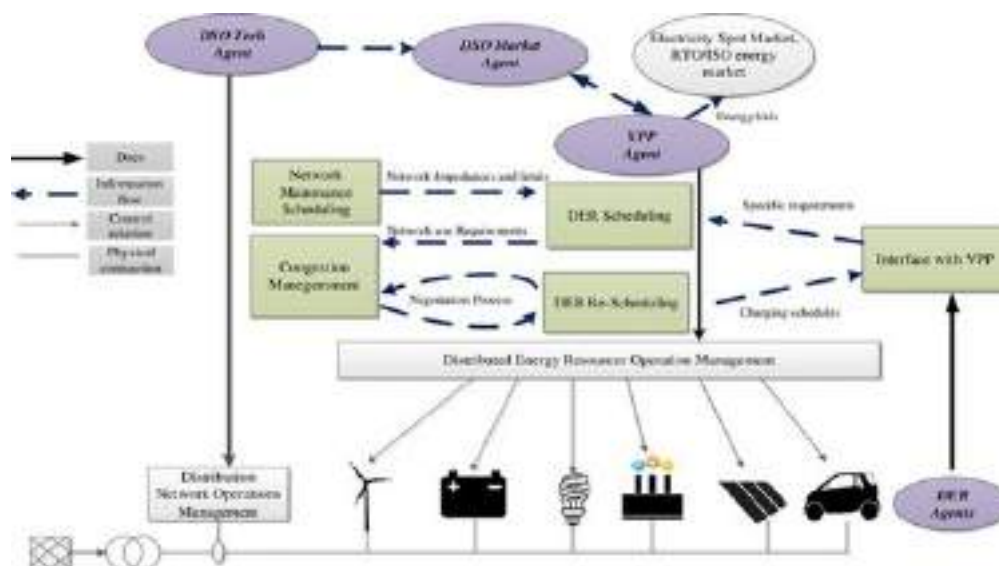 DSO Tech
Agent
DSO Market
Agent
Electricity Spot Market,
RTO/ISO energy
market
Energy bids
VPP
Agent
Does
Information
flow
Control
relation
Physical
connection
Network
Maintenance
Scheduling
Network Impedances and limits
DER Scheduling
Specific requirements
Network use Requirements
Interface with VPP
Congestion
Management
Negotiation Process
DER Re-Scheduling
Charging schedules
Distributed Energy Resources Operation Management
Distribution
Network Operations
Management
DER
Agents